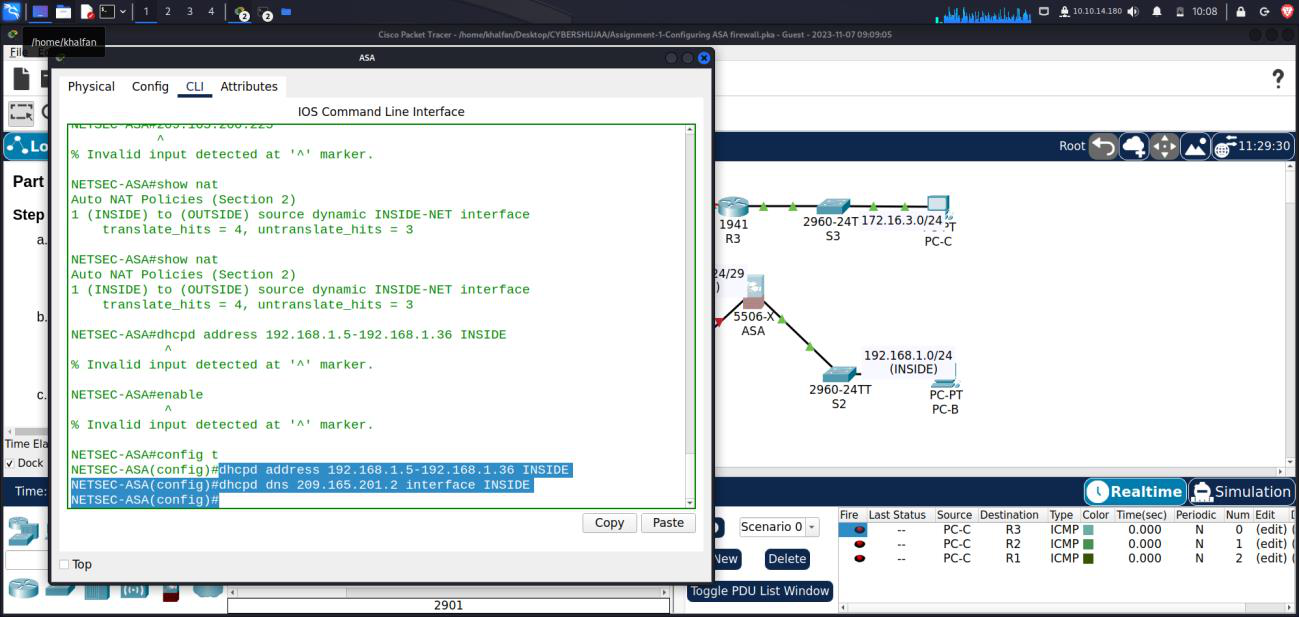 1 2 3 4 2 2 10.10.14.180 10:08
Cisco Packet Tracer - /home/khalfan/Desktop/CYBERSHUJAA/Assignment-1-Configuring ASA firewall.pka - Guest - 2023-11-07 09:09:05
/home/khalfan
File
ASA
Physical Config CLI Attributes
?
IOS Command Line Interface
NETSEC-ASA#209.165.200.225
^
% Invalid input detected at '^' marker.
NETSEC-ASA#show nat
Auto NAT Policies (Section 2)
1 (INSIDE) to (OUTSIDE) source dynamic INSIDE-NET interface
translate_hits = 4, untranslate_hits = 3
NETSEC-ASA#show nat
Auto NAT Policies (Section 2)
1 (INSIDE) to (OUTSIDE) source dynamic INSIDE-NET interface
translate_hits = 4, untranslate_hits = 3
NETSEC-ASA#dhcpd address 192.168.1.5-192.168.1.36 INSIDE
^
% Invalid input detected at '^' marker.
NETSEC-ASA#enable
^
% Invalid input detected at '^' marker.
NETSEC-ASA#config t
NETSEC-ASA(config)#dhcpd address 192.168.1.5-192.168.1.36 INSIDE
NETSEC-ASA(config)#dhcpd dns 209.165.201.2 interface INSIDE
NETSEC-ASA(config)#
Copy Paste
Top
Lo
Part
Step
a.
b.
c.
Time Ela
Dock
Time:
Root 11:29:30
1941
R3
2960-24T
S3
172.16.3.0/24
PT
PC-C
24/29
)
5506-X
ASA
192.168.1.0/24
(INSIDE)
2960-24TT
S2
PC-PT
PC-B
Realtime Simulation
Scenario 0
New Delete
Toggle PDU List Window
Fire Last Status Source Destination Type Color Time(sec) Periodic Num Edit D
-- PC-C R3 ICMP 0.000 N 0 (edit) (
-- PC-C R2 ICMP 0.000 N 1 (edit) (
-- PC-C R1 ICMP 0.000 N 2 (edit) (
2901